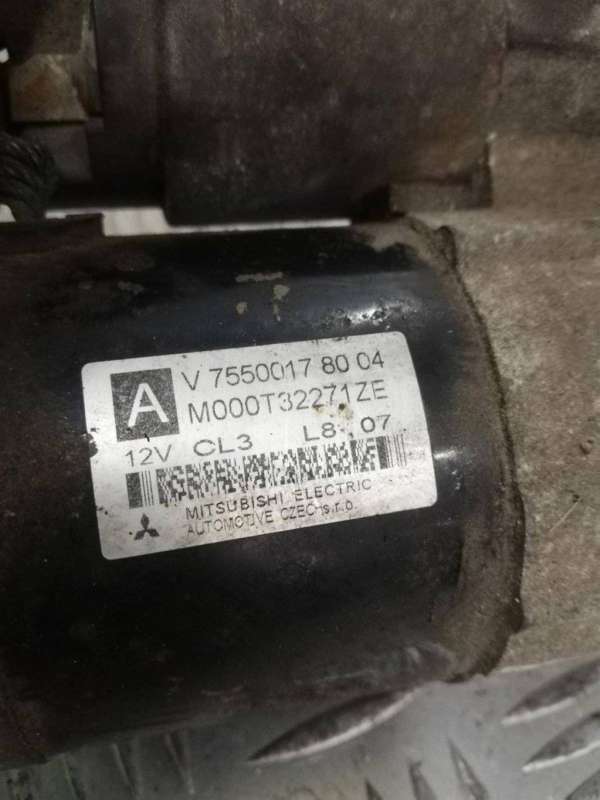 A
V 7550017 80 04
M000T32271ZE
12V CL3 L8 07
MITSUBISHI ELECTRIC
AUTOMOTIVE CZECH s.r.o.